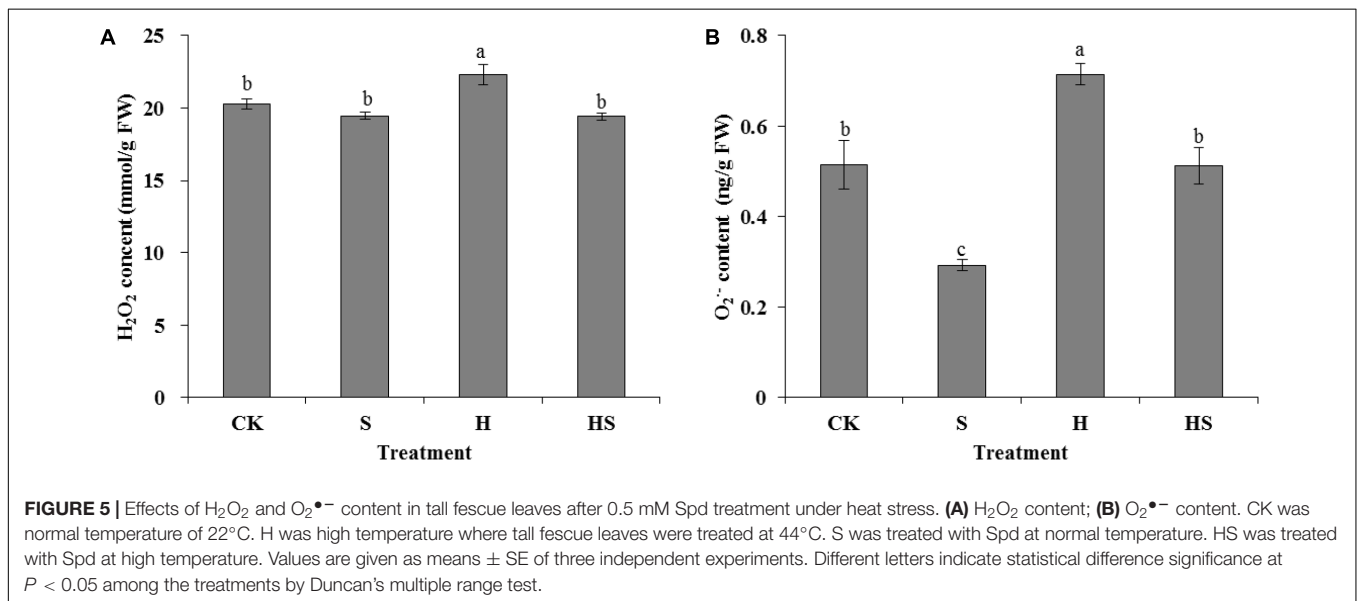 A
25
20
15
10
5
0
H₂O₂ concent (mmol/g FW)
b
b
a
b
CK S H HS
Treatment
B
0.8
0.6
0.4
0.2
0
O₂·⁻ content (ng/g FW)
b
c
a
b
CK S H HS
Treatment
FIGURE 5 | Effects of H₂O₂ and O₂•− content in tall fescue leaves after 0.5 mM Spd treatment under heat stress. (A) H₂O₂ content; (B) O₂•− content. CK was
normal temperature of 22°C. H was high temperature where tall fescue leaves were treated at 44°C. S was treated with Spd at normal temperature. HS was treated
with Spd at high temperature. Values are given as means ± SE of three independent experiments. Different letters indicate statistical difference significance at
P < 0.05 among the treatments by Duncan's multiple range test.